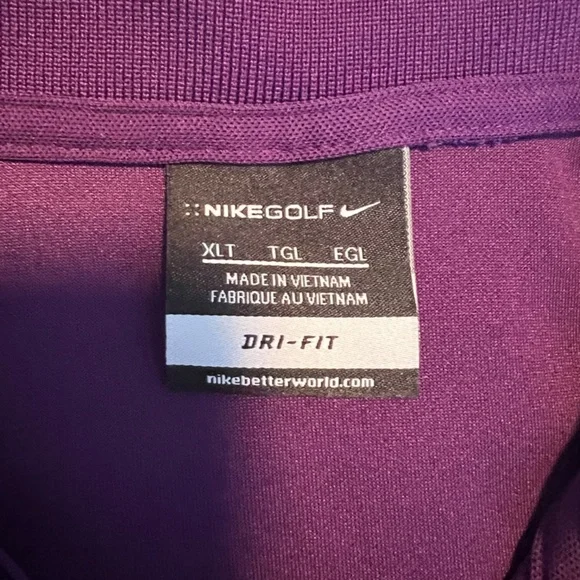 NIKEGOLF
XLT TGL EGL
MADE IN VIETNAM
FABRIQUE AU VIETNAM
DRI-FIT
nikebetterworld.com